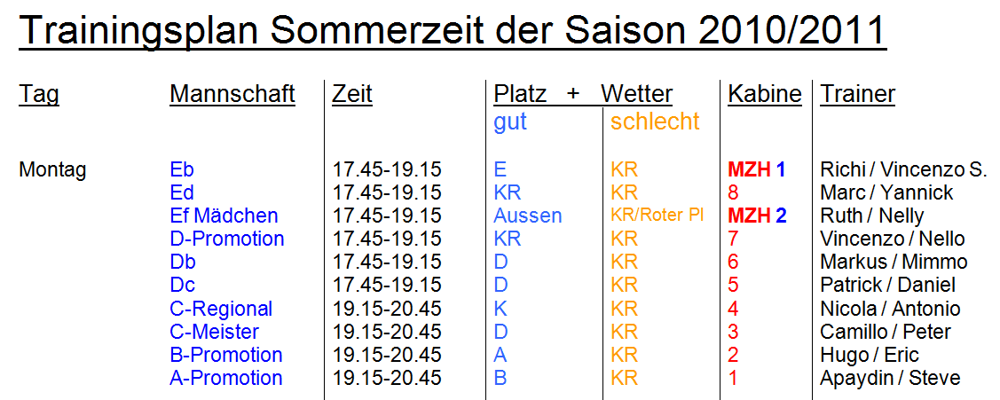 Trainingsplan Sommerzeit der Saison 2010/2011
Tag Mannschaft Zeit Platz + Wetter Kabine Trainer
gut schlecht
Montag Eb 17.45-19.15 E KR MZH 1 Richi / Vincenzo S.
Ed 17.45-19.15 KR KR 8 Marc / Yannick
Ef Mädchen 17.45-19.15 Aussen KR/Roter Pl MZH 2 Ruth / Nelly
D-Promotion 17.45-19.15 KR KR 7 Vincenzo / Nello
Db 17.45-19.15 D KR 6 Markus / Mimmo
Dc 17.45-19.15 D KR 5 Patrick / Daniel
C-Regional 19.15-20.45 K KR 4 Nicola / Antonio
C-Meister 19.15-20.45 D KR 3 Camillo / Peter
B-Promotion 19.15-20.45 A KR 2 Hugo / Eric
A-Promotion 19.15-20.45 B KR 1 Apaydin / Steve